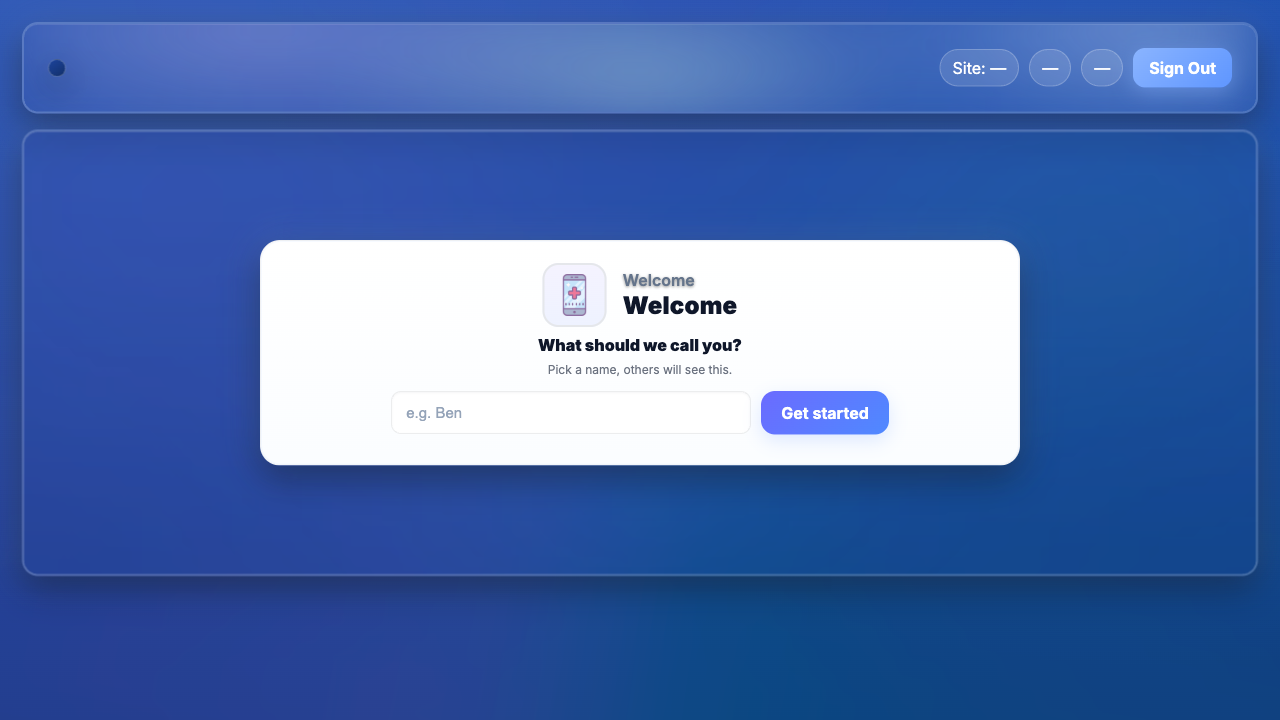 Site: —
—
—
Sign Out
Welcome
Welcome
What should we call you?
Pick a name, others will see this.
e.g. Ben
Get started